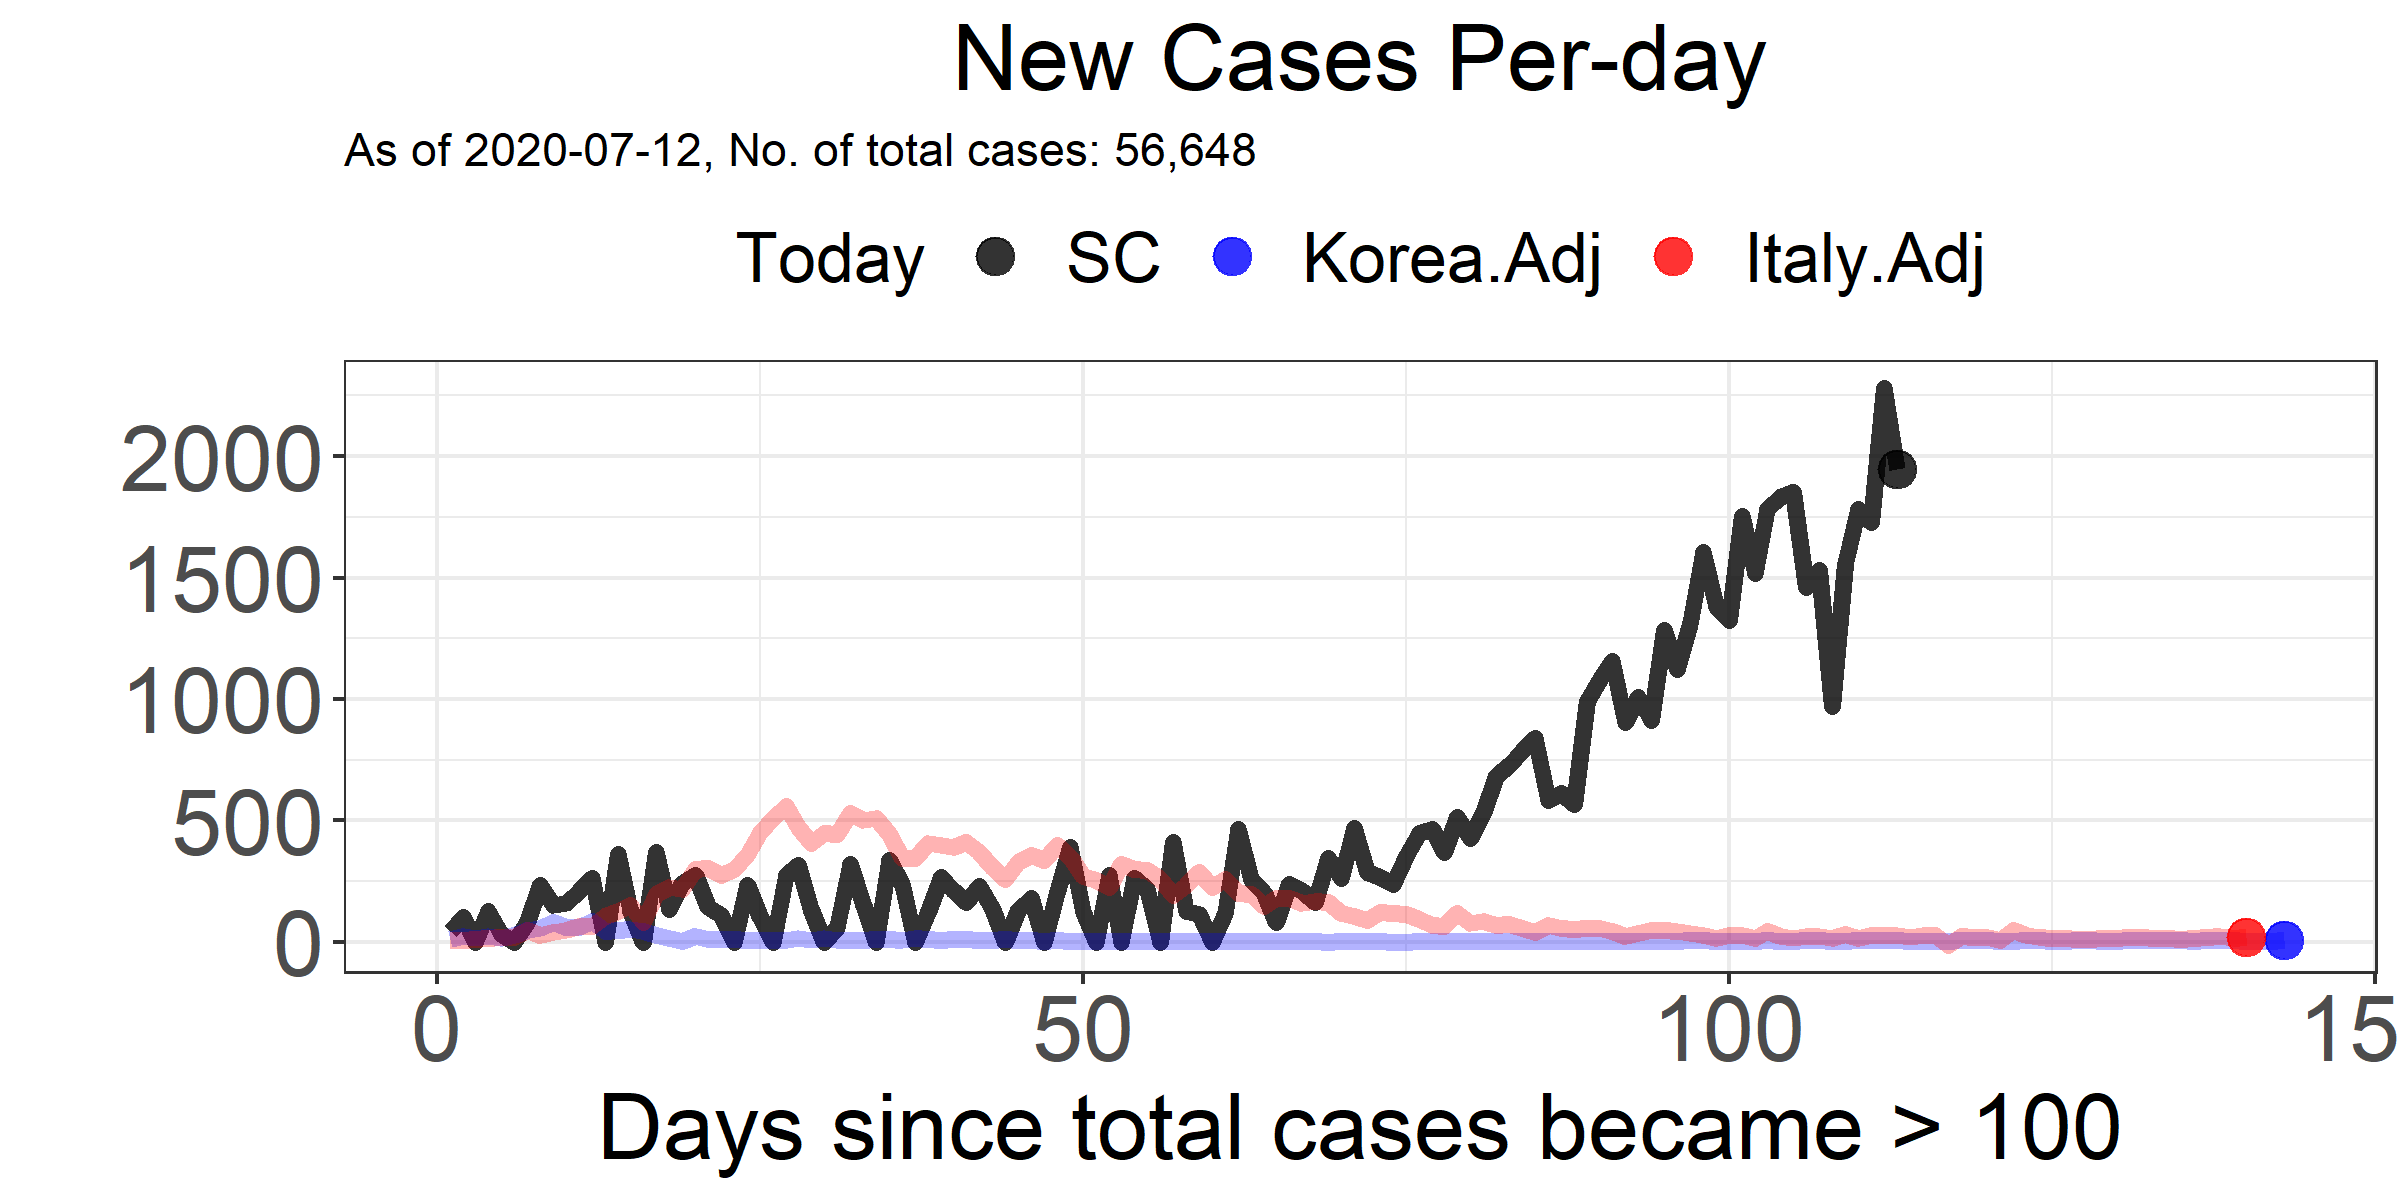 New Cases Per-day
As of 2020-07-12, No. of total cases: 56,648
Today SC Korea.Adj Italy.Adj
2000
1500
1000
500
0
0 50 100 15
Days since total cases became > 100